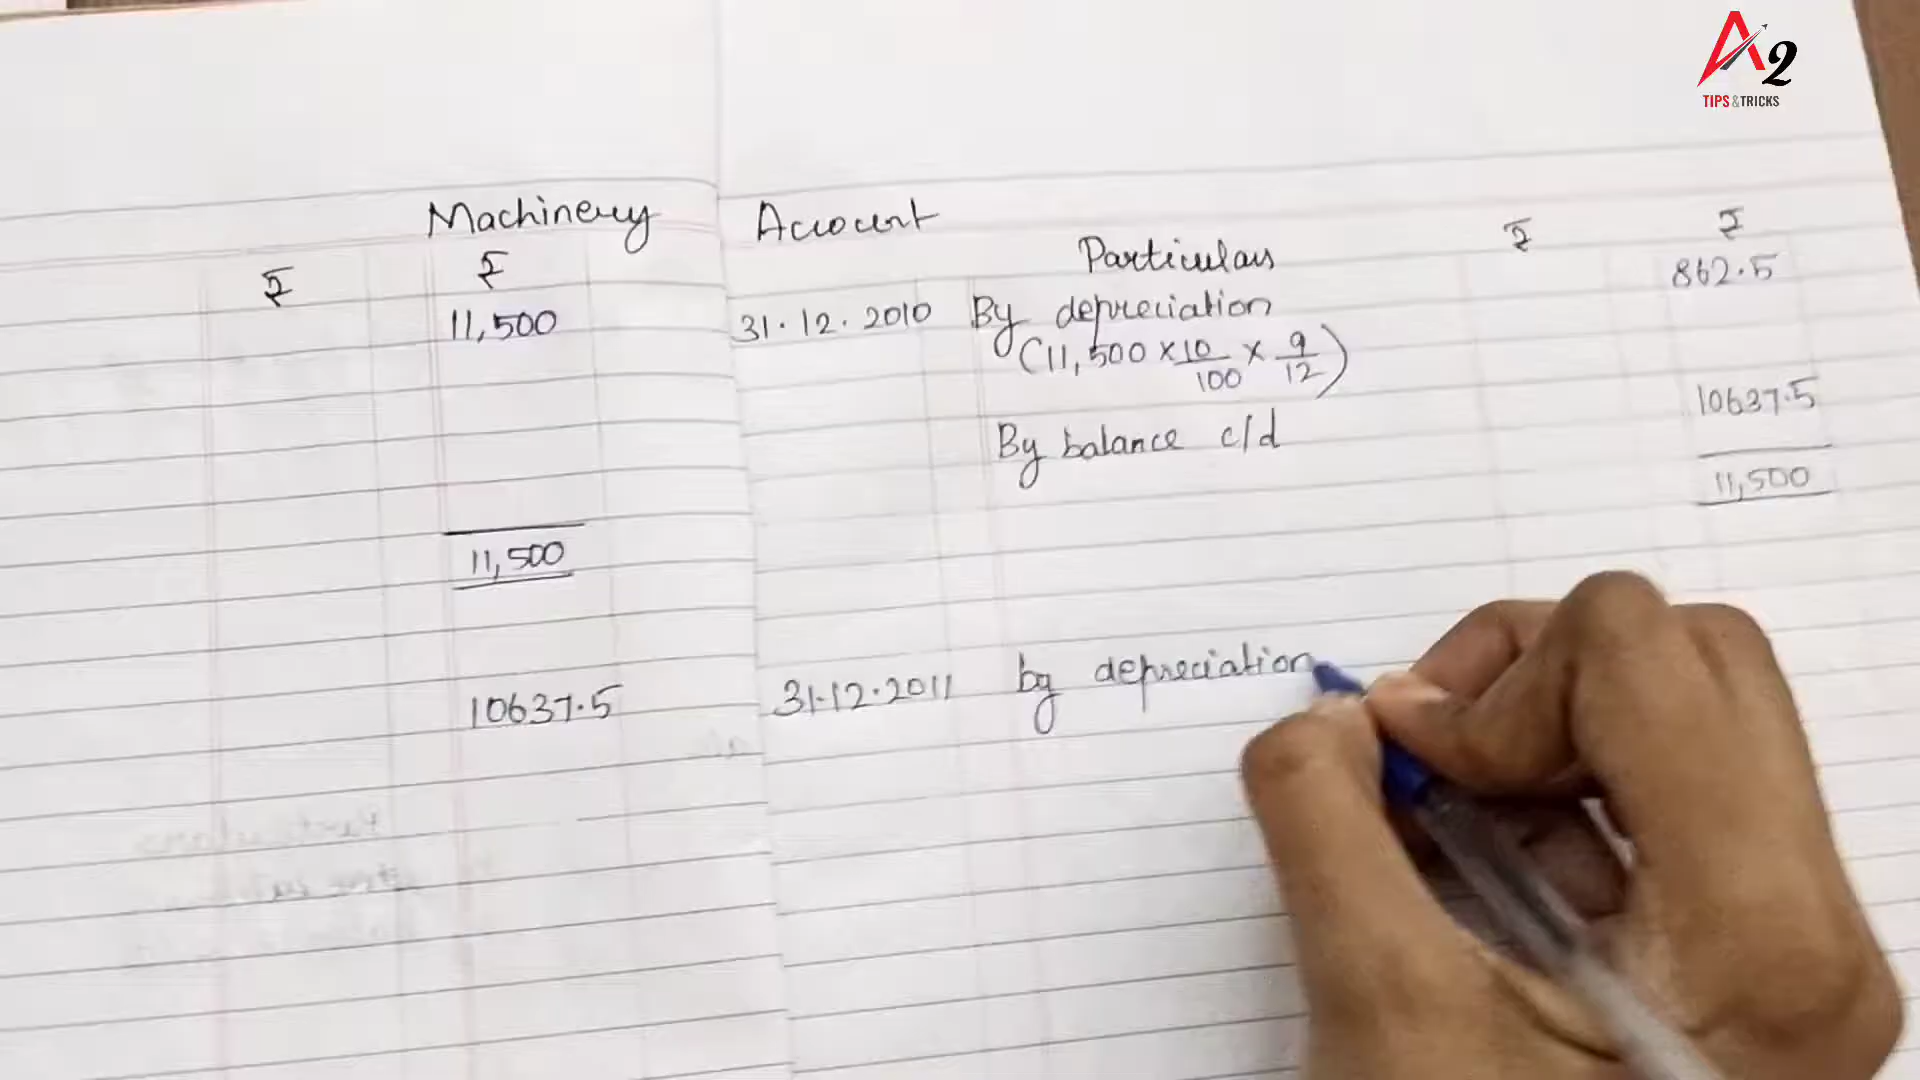 A2
TIPS & TRICKS
Machinery Account
₹ ₹ Particulars ₹ ₹
11,500 31.12.2010 By depreciation 862.5
(11,500 × 10/100 × 9/12)
By balance c/d 10637.5
11,500
11,500
10637.5 31.12.2011 by depreciation